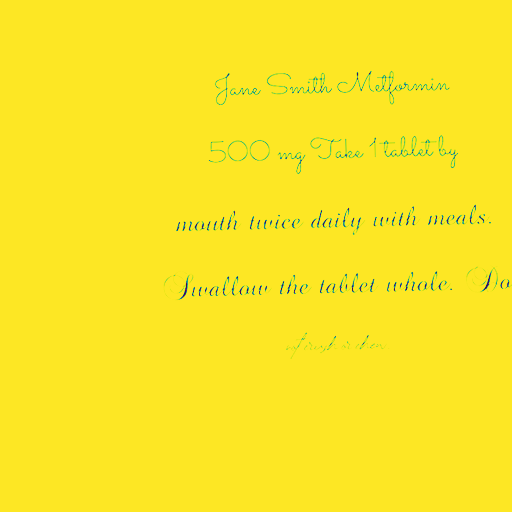 Jane Smith Metformin
500 mg Take 1 tablet by
mouth twice daily with meals.
Swallow the tablet whole. Do